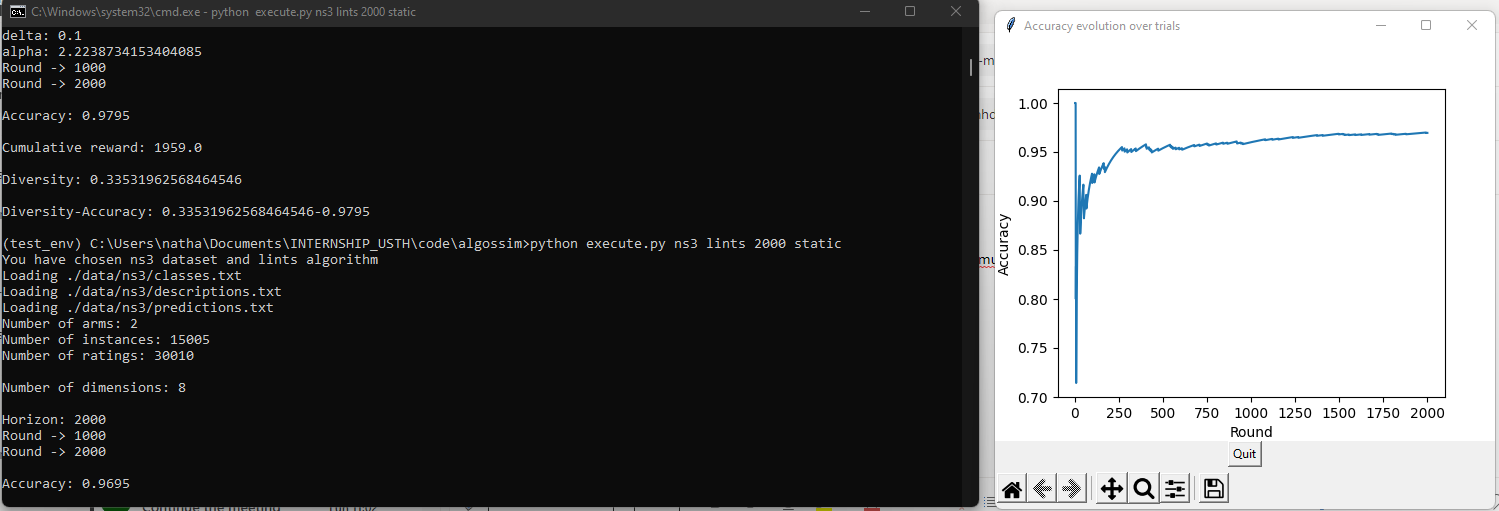 C:\Windows\system32\cmd.exe - python execute.py ns3 lints 2000 static
delta: 0.1
alpha: 2.2238734153404085
Round -> 1000
Round -> 2000
Accuracy: 0.9795
Cumulative reward: 1959.0
Diversity: 0.33531962568464546
Diversity-Accuracy: 0.33531962568464546-0.9795
(test_env) C:\Users\natha\Documents\INTERNSHIP_USTH\code\algossim>python execute.py ns3 lints 2000 static
You have chosen ns3 dataset and lints algorithm
Loading ./data/ns3/classes.txt
Loading ./data/ns3/descriptions.txt
Loading ./data/ns3/predictions.txt
Number of arms: 2
Number of instances: 15005
Number of ratings: 30010
Number of dimensions: 8
Horizon: 2000
Round -> 1000
Round -> 2000
Accuracy: 0.9695
Accuracy evolution over trials
1.00
0.95
0.90
0.85
0.80
0.75
0.70
Accuracy
0 250 500 750 1000 1250 1500 1750 2000
Round
Quit